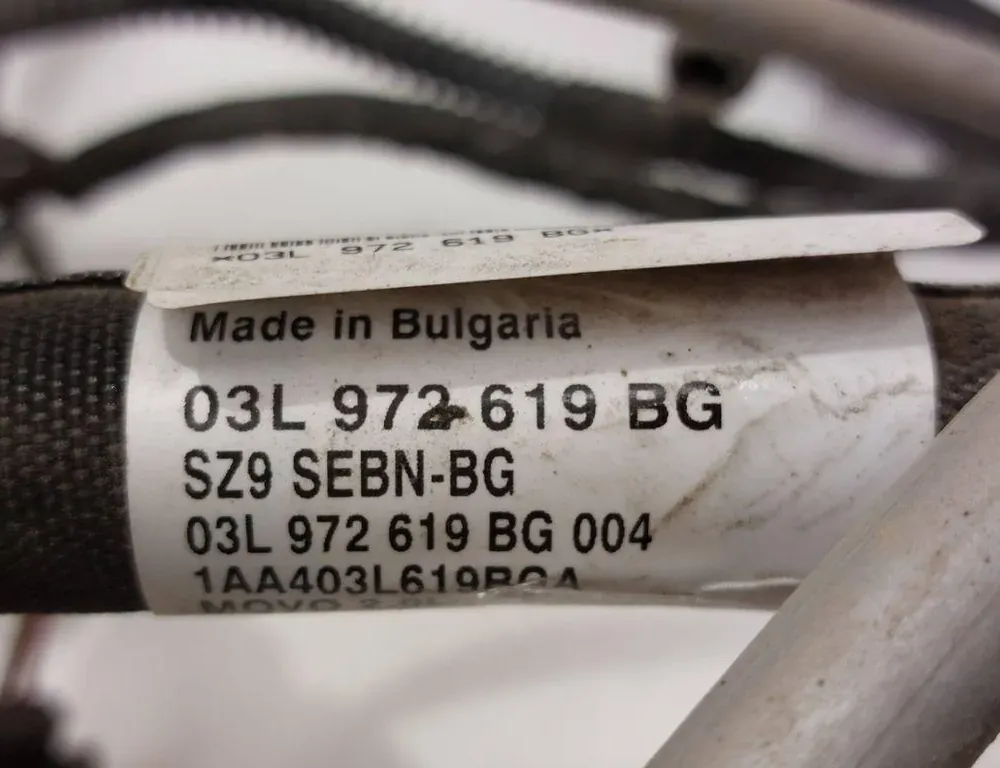 *03L 972 619 BG*
Made in Bulgaria
03L 972 619 BG
SZ9 SEBN-BG
03L 972 619 BG 004
1AA403L619BGA